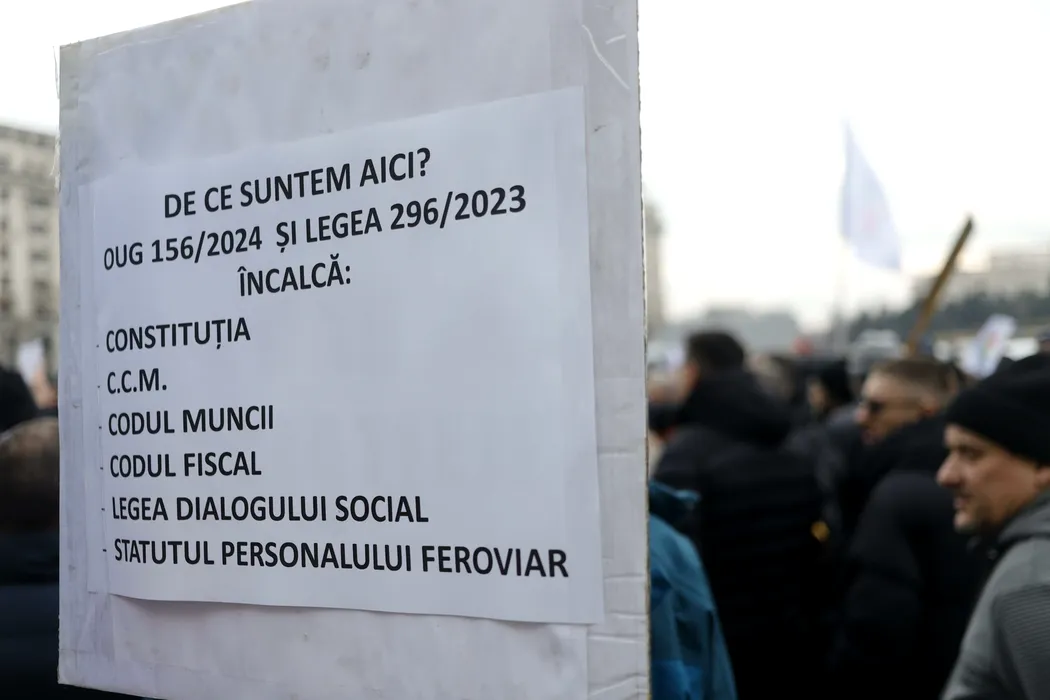 DE CE SUNTEM AICI?
OUG 156/2024 ȘI LEGEA 296/2023
ÎNCALCĂ:
- CONSTITUȚIA
- C.C.M.
- CODUL MUNCII
- CODUL FISCAL
- LEGEA DIALOGULUI SOCIAL
- STATUTUL PERSONALULUI FEROVIAR